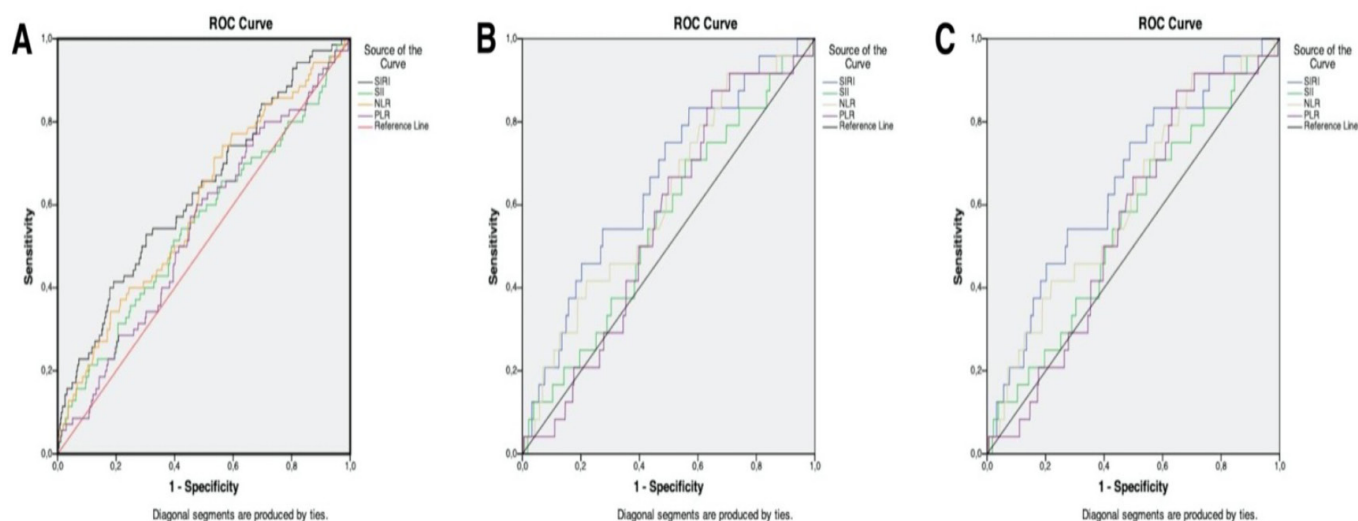 A
ROC Curve
1,0
0,8
0,6
0,4
0,2
0,0
Sensitivity
0,0 0,2 0,4 0,6 0,8 1,0
1 - Specificity
Diagonal segments are produced by ties.
Source of the
Curve
SIRI
SII
NLR
PLR
Reference Line
B
ROC Curve
1,0
0,8
0,6
0,4
0,2
0,0
Sensitivity
0,0 0,2 0,4 0,6 0,8 1,0
1 - Specificity
Diagonal segments are produced by ties.
Source of the
Curve
SIRI
SII
NLR
PLR
Reference Line
C
ROC Curve
1,0
0,8
0,6
0,4
0,2
0,0
Sensitivity
0,0 0,2 0,4 0,6 0,8 1,0
1 - Specificity
Diagonal segments are produced by ties.
Source of the
Curve
SIRI
SII
NLR
PLR
Reference Line